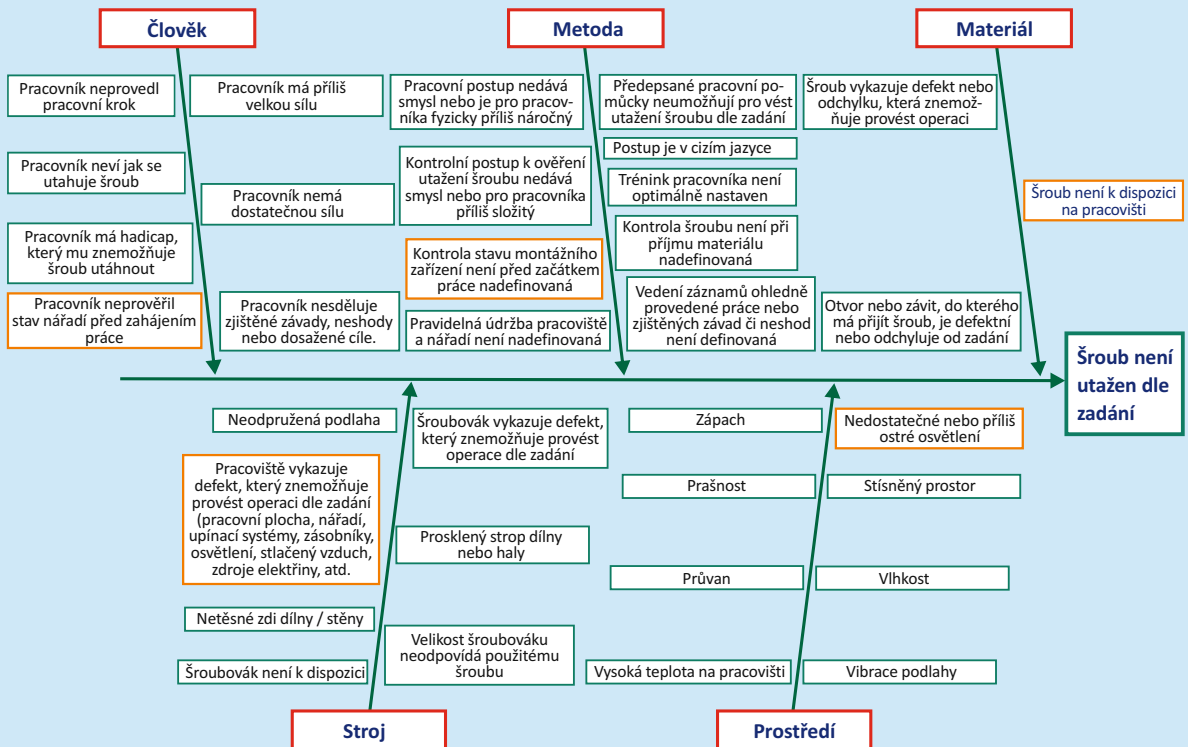 Člověk
Metoda
Materiál
Pracovník neprovedl
pracovní krok
Pracovník má příliš
velkou sílu
Pracovník neví jak se
utahuje šroub
Pracovník nemá
dostatečnou sílu
Pracovník má hadicap,
který mu znemožňuje
šroub utáhnout
Pracovník neprověřil
stav nářadí před zahájením
práce
Pracovník nesděluje
zjištěné závady, neshody
nebo dosažené cíle.
Pracovní postup nedává
smysl nebo je pro pracov-
níka fyzicky příliš náročný
Kontrolní postup k ověření
utažení šroubu nedává
smysl nebo pro pracovníka
příliš složitý
Kontrola stavu montážního
zařízení není před začátkem
práce nadefinovaná
Pravidelná údržba pracoviště
a nářadí není nadefinovaná
Předepsané pracovní po-
můcky neumožňují pro vést
utažení šroubu dle zadání
Postup je v cizím jazyce
Trénink pracovníka není
optimálně nastaven
Kontrola šroubu není při
příjmu materiálu
nadefinovaná
Vedení záznamů ohledně
provedené práce nebo
zjištěných závad či neshod
není definovaná
Šroub vykazuje defekt nebo
odchylku, která znemož-
ňuje provést operaci
Šroub není k dispozici
na pracovišti
Otvor nebo závit, do kterého
má přijít šroub, je defektní
nebo odchyluje od zadání
Šroub není
utažen dle
zadání
Neodpružená podlaha
Šroubovák vykazuje defekt,
který znemožňuje provést
operace dle zadání
Pracoviště vykazuje
defekt, který znemožňuje
provést operaci dle zadání
(pracovní plocha, nářadí,
upínací systémy, zásobníky,
osvětlení, stlačený vzduch,
zdroje elektřiny, atd.
Prosklený strop dílny
nebo haly
Netěsné zdi dílny / stěny
Velikost šroubováku
neodpovídá použitému
šroubu
Šroubovák není k dispozici
Zápach
Nedostatečné nebo příliš
ostré osvětlení
Prašnost
Stísněný prostor
Průvan
Vlhkost
Vysoká teplota na pracovišti
Vibrace podlahy
Stroj
Prostředí